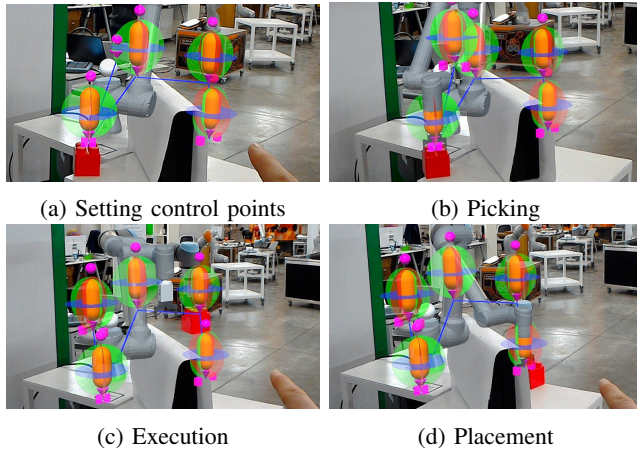 (a) Setting control points
(b) Picking
(c) Execution
(d) Placement